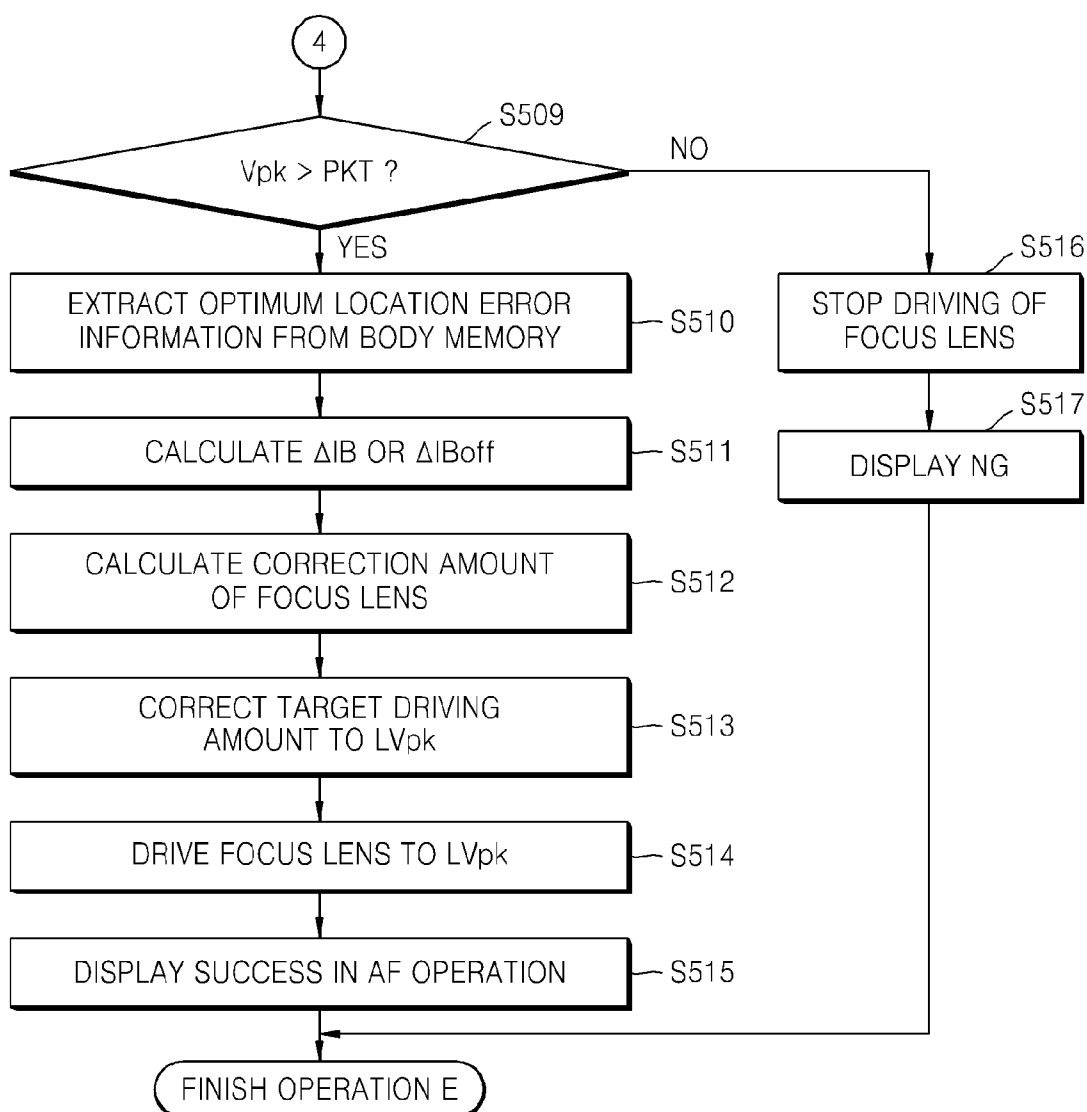 4
S509
Vpk > PKT ?
NO
YES
S516
EXTRACT OPTIMUM LOCATION ERROR
INFORMATION FROM BODY MEMORY
S510
STOP DRIVING OF
FOCUS LENS
S517
CALCULATE ΔIB OR ΔIBoff
S511
DISPLAY NG
CALCULATE CORRECTION AMOUNT
OF FOCUS LENS
S512
CORRECT TARGET DRIVING
AMOUNT TO LVpk
S513
DRIVE FOCUS LENS TO LVpk
S514
DISPLAY SUCCESS IN AF OPERATION
S515
FINISH OPERATION E